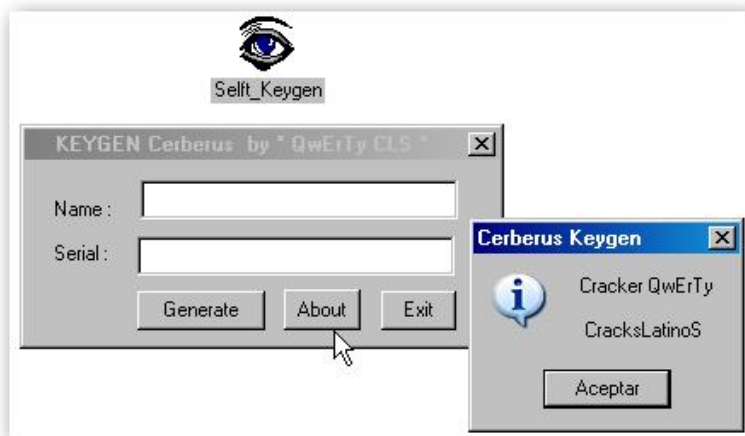 Selft_Keygen
KEYGEN Cerberus by " QwErTy CLS "
Name :
Serial :
Generate
About
Exit
Cerberus Keygen
Cracker QwErTy
CracksLatinoS
Aceptar